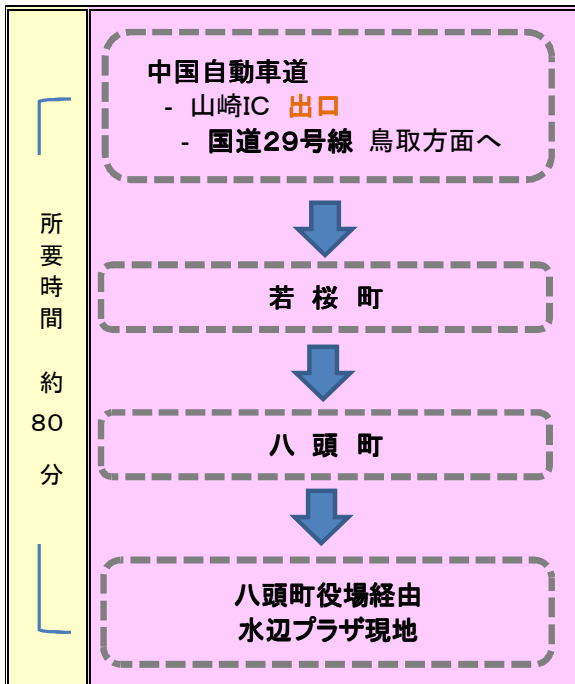 所要時間 約80分
中国自動車道
- 山崎IC 出口
- 国道29号線 鳥取方面へ
若 桜 町
八 頭 町
八頭町役場経由
水辺プラザ現地